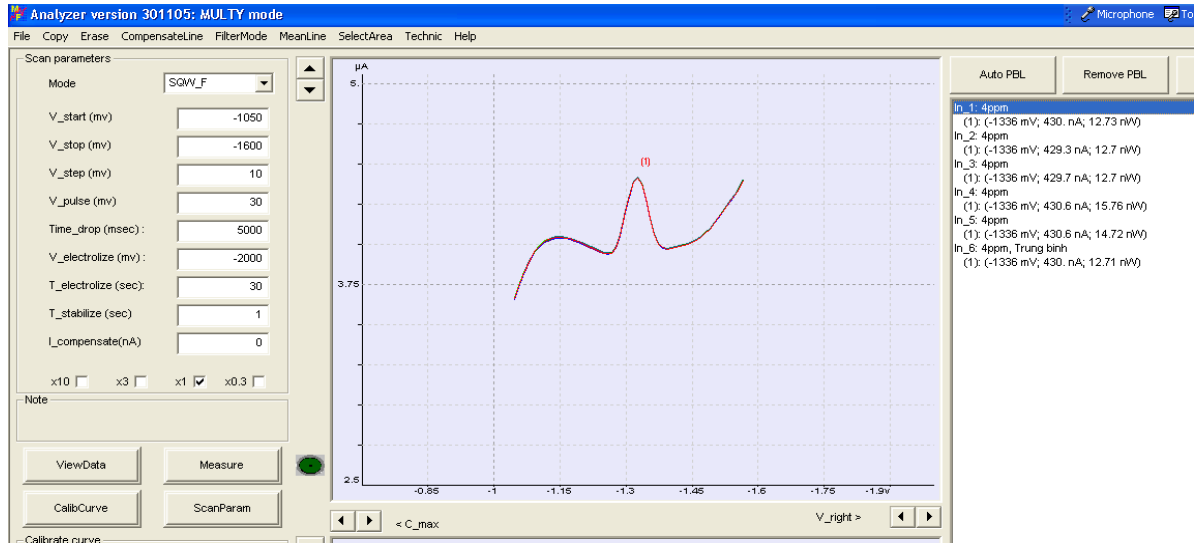 Analyzer version 301105: MULTY mode
Microphone To
File Copy Erase CompensateLine FilterMode MeanLine SelectArea Technic Help
Scan parameters
Mode SQW_F
V_start (mv) -1050
V_stop (mv) -1600
V_step (mv) 10
V_pulse (mv) 30
Time_drop (msec) : 5000
V_electrolize (mv) : -2000
T_electrolize (sec): 30
T_stabilize (sec) 1
I_compensate(nA) 0
x10 x3 x1 x0.3
Note
ViewData Measure
CalibCurve ScanParam
Calibrate curve
µA
5.
3.75
2.5
(1)
-0.85 -1 -1.15 -1.3 -1.45 -1.6 -1.75 -1.9v
< C_max V_right >
Auto PBL Remove PBL
In_1: 4ppm
(1): (-1336 mV; 430. nA; 12.73 nW)
In_2: 4ppm
(1): (-1336 mV; 429.3 nA; 12.7 nW)
In_3: 4ppm
(1): (-1336 mV; 429.7 nA; 12.7 nW)
In_4: 4ppm
(1): (-1336 mV; 430.6 nA; 15.76 nW)
In_5: 4ppm
(1): (-1336 mV; 430.6 nA; 14.72 nW)
In_6: 4ppm, Trung binh
(1): (-1336 mV; 430. nA; 12.71 nW)